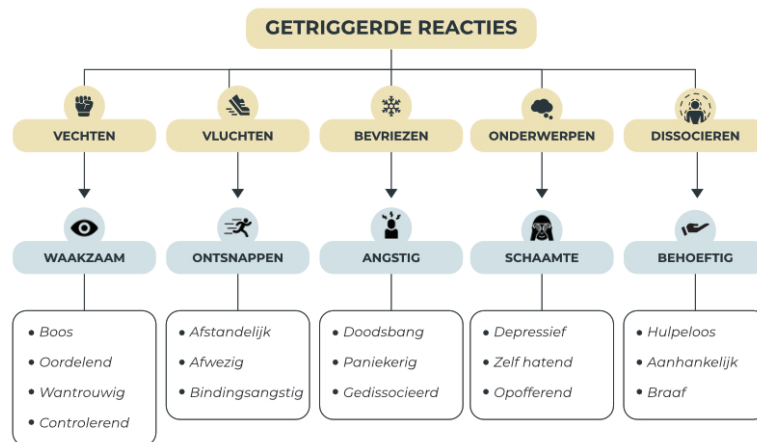 GETRIGGERDE REACTIES
VECHTEN
VLUCHTEN
BEVRIEZEN
ONDERWERPEN
DISSOCIEREN
WAAKZAAM
ONTSNAPPEN
ANGSTIG
SCHAAMTE
BEHOEFTIG
• Boos
• Oordelend
• Wantrouwig
• Controlerend
• Afstandelijk
• Afwezig
• Bindingsangstig
• Doodsbang
• Paniekerig
• Gedissocieerd
• Depressief
• Zelf hatend
• Opofferend
• Hulpeloos
• Aanhankelijk
• Braaf